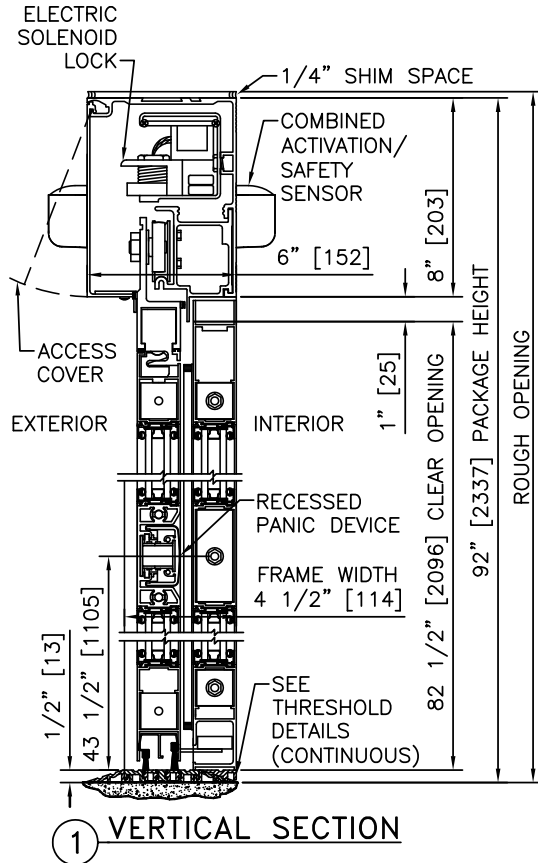 ELECTRIC
SOLENOID
LOCK
1/4" SHIM SPACE
COMBINED
ACTIVATION/
SAFETY
SENSOR
6" [152]
8" [203]
ACCESS
COVER
EXTERIOR
INTERIOR
1" [25]
82 1/2" [2096] CLEAR OPENING
92" [2337] PACKAGE HEIGHT
ROUGH OPENING
RECESSED
PANIC DEVICE
FRAME WIDTH
4 1/2" [114]
1/2" [13]
43 1/2" [1105]
SEE
THRESHOLD
DETAILS
(CONTINUOUS)
1 VERTICAL SECTION